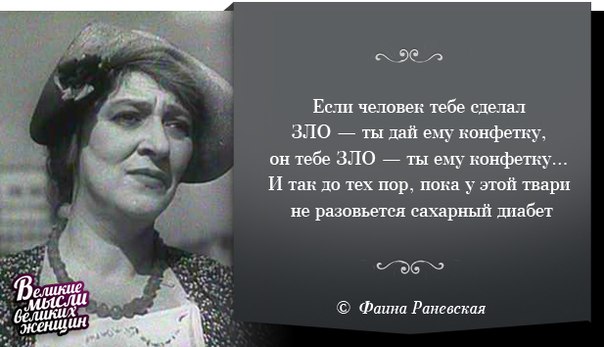 Если человек тебе сделал
ЗЛО — ты дай ему конфетку,
он тебе ЗЛО — ты ему конфетку...
И так до тех пор, пока у этой твари
не разовьется сахарный диабет
© Фаина Раневская
Великие
мысли
великих
женщин